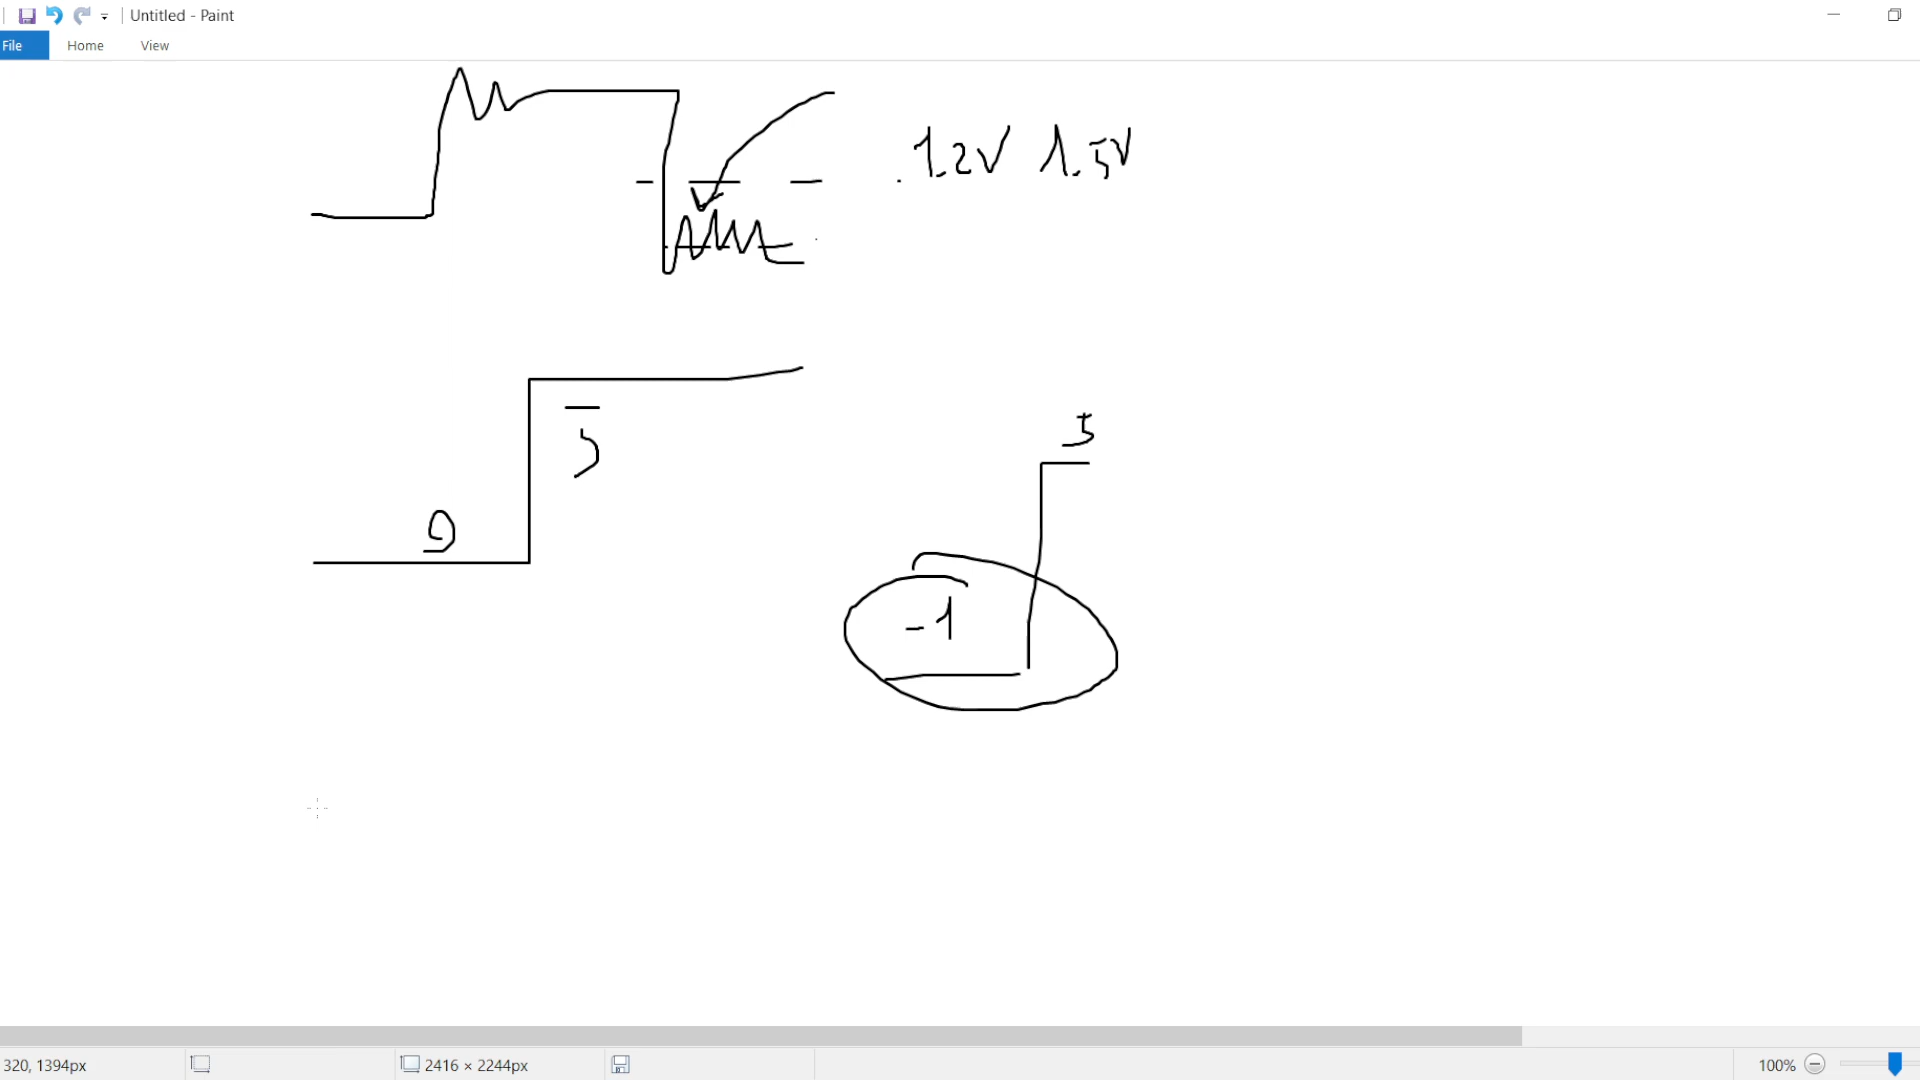 Untitled - Paint
File Home View
1.2V 1.5V
5
5
0
-1
320, 1394px 2416 × 2244px 100%